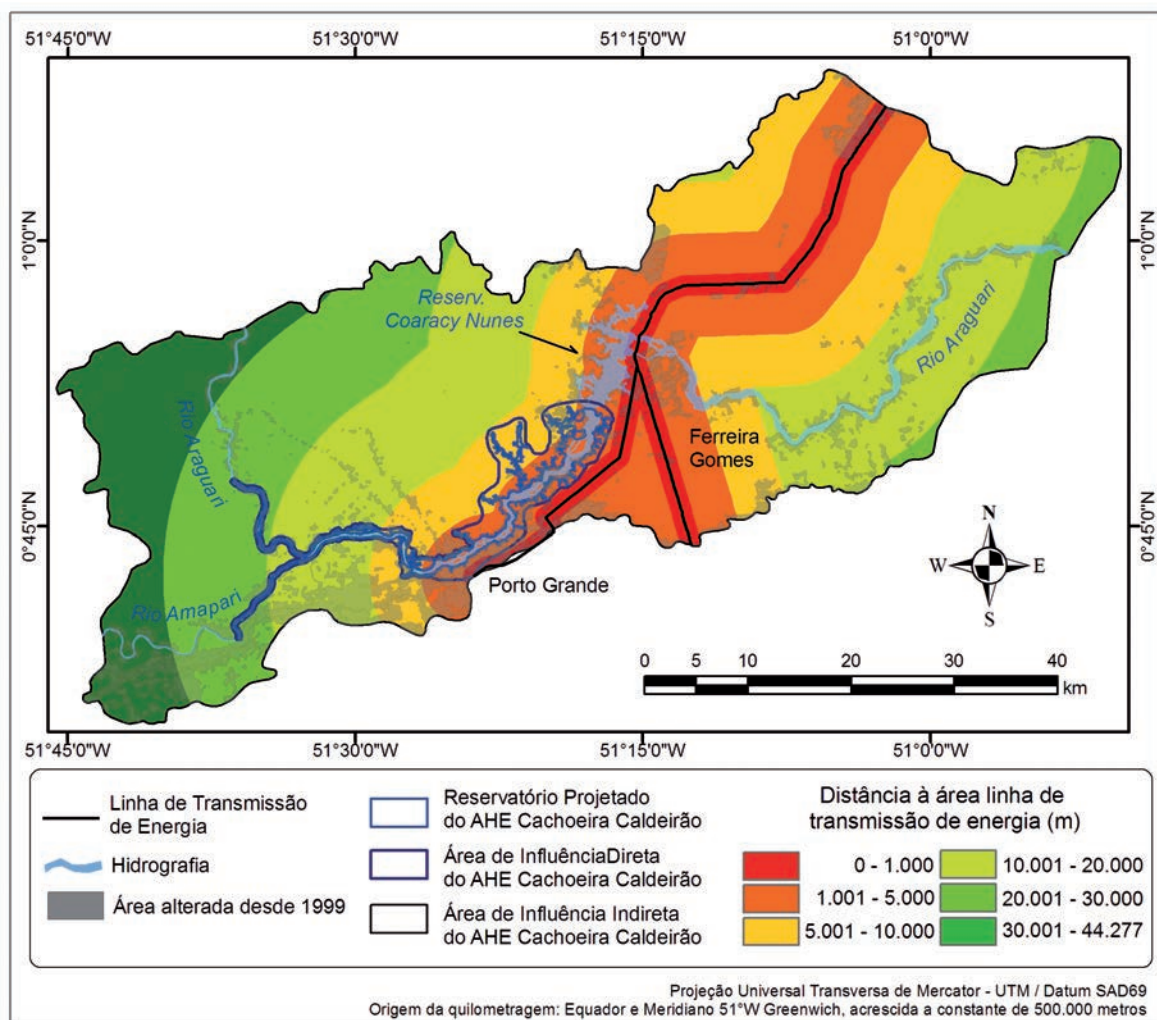 51°45'0"W 51°30'0"W 51°15'0"W 51°0'0"W
1°0'0"N 1°0'0"N
Reserv.
Coaracy Nunes
Rio Araguari
Rio Araguari
Ferreira
Gomes
0°45'0"N 0°45'0"N
Porto Grande
Rio Amapari
N
W E
S
0 5 10 20 30 40
km
51°45'0"W 51°30'0"W 51°15'0"W 51°0'0"W
Linha de Transmissão
de Energia
Hidrografia
Área alterada desde 1999
Reservatório Projetado
do AHE Cachoeira Caldeirão
Área de InfluênciaDireta
do AHE Cachoeira Caldeirão
Área de Influência Indireta
do AHE Cachoeira Caldeirão
Distância à área linha de
transmissão de energia (m)
0 - 1.000
1.001 - 5.000
5.001 - 10.000
10.001 - 20.000
20.001 - 30.000
30.001 - 44.277
Projeção Universal Transversa de Mercator - UTM / Datum SAD69
Origem da quilometragem: Equador e Meridiano 51°W Greenwich, acrescida a constante de 500.000 metros